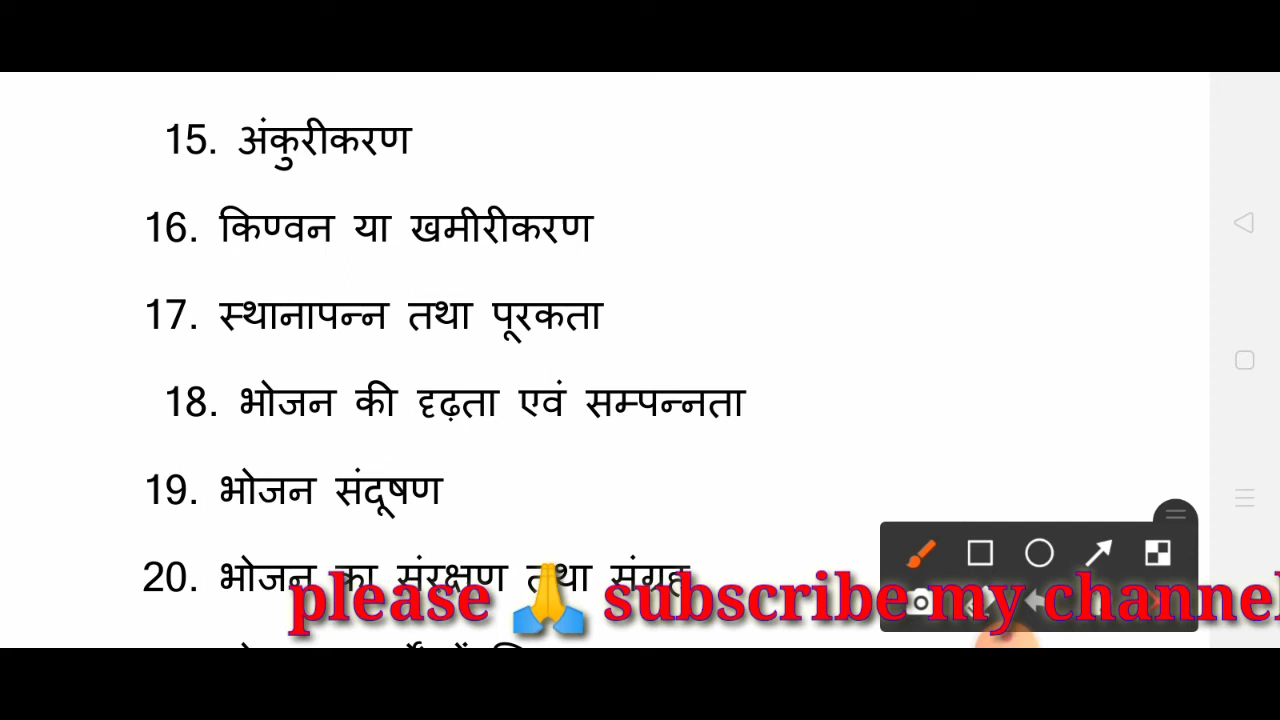 15. अंकुरीकरण
16. किण्वन या खमीरीकरण
17. स्थानापन्न तथा पूरकता
18. भोजन की दृढ़ता एवं सम्पन्नता
19. भोजन संदूषण
20. भोजन का संरक्षण तथा संग्रह
please 🙏 subscribe my channel